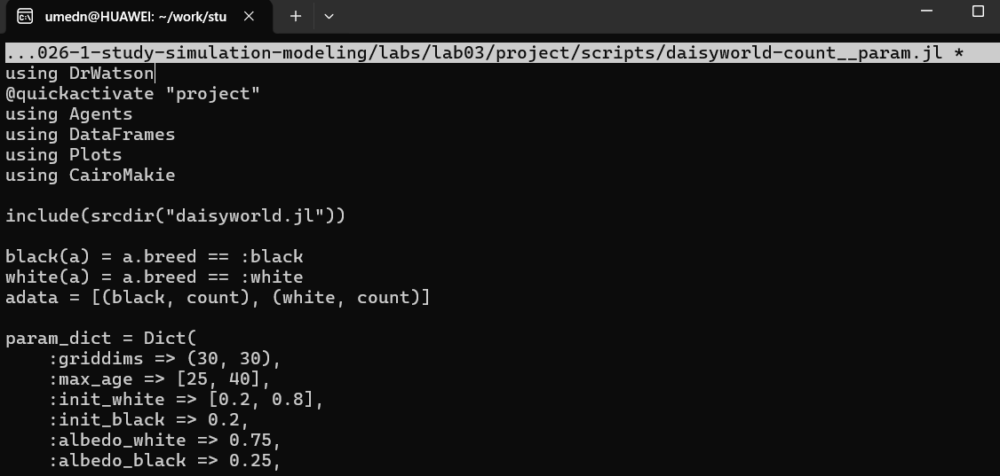 umedn@HUAWEI: ~/work/stu
...026-1-study-simulation-modeling/labs/lab03/project/scripts/daisyworld-count__param.jl *
using DrWatson
@quickactivate "project"
using Agents
using DataFrames
using Plots
using CairoMakie
include(srcdir("daisyworld.jl"))
black(a) = a.breed == :black
white(a) = a.breed == :white
adata = [(black, count), (white, count)]
param_dict = Dict(
    :griddims => (30, 30),
    :max_age => [25, 40],
    :init_white => [0.2, 0.8],
    :init_black => 0.2,
    :albedo_white => 0.75,
    :albedo_black => 0.25,